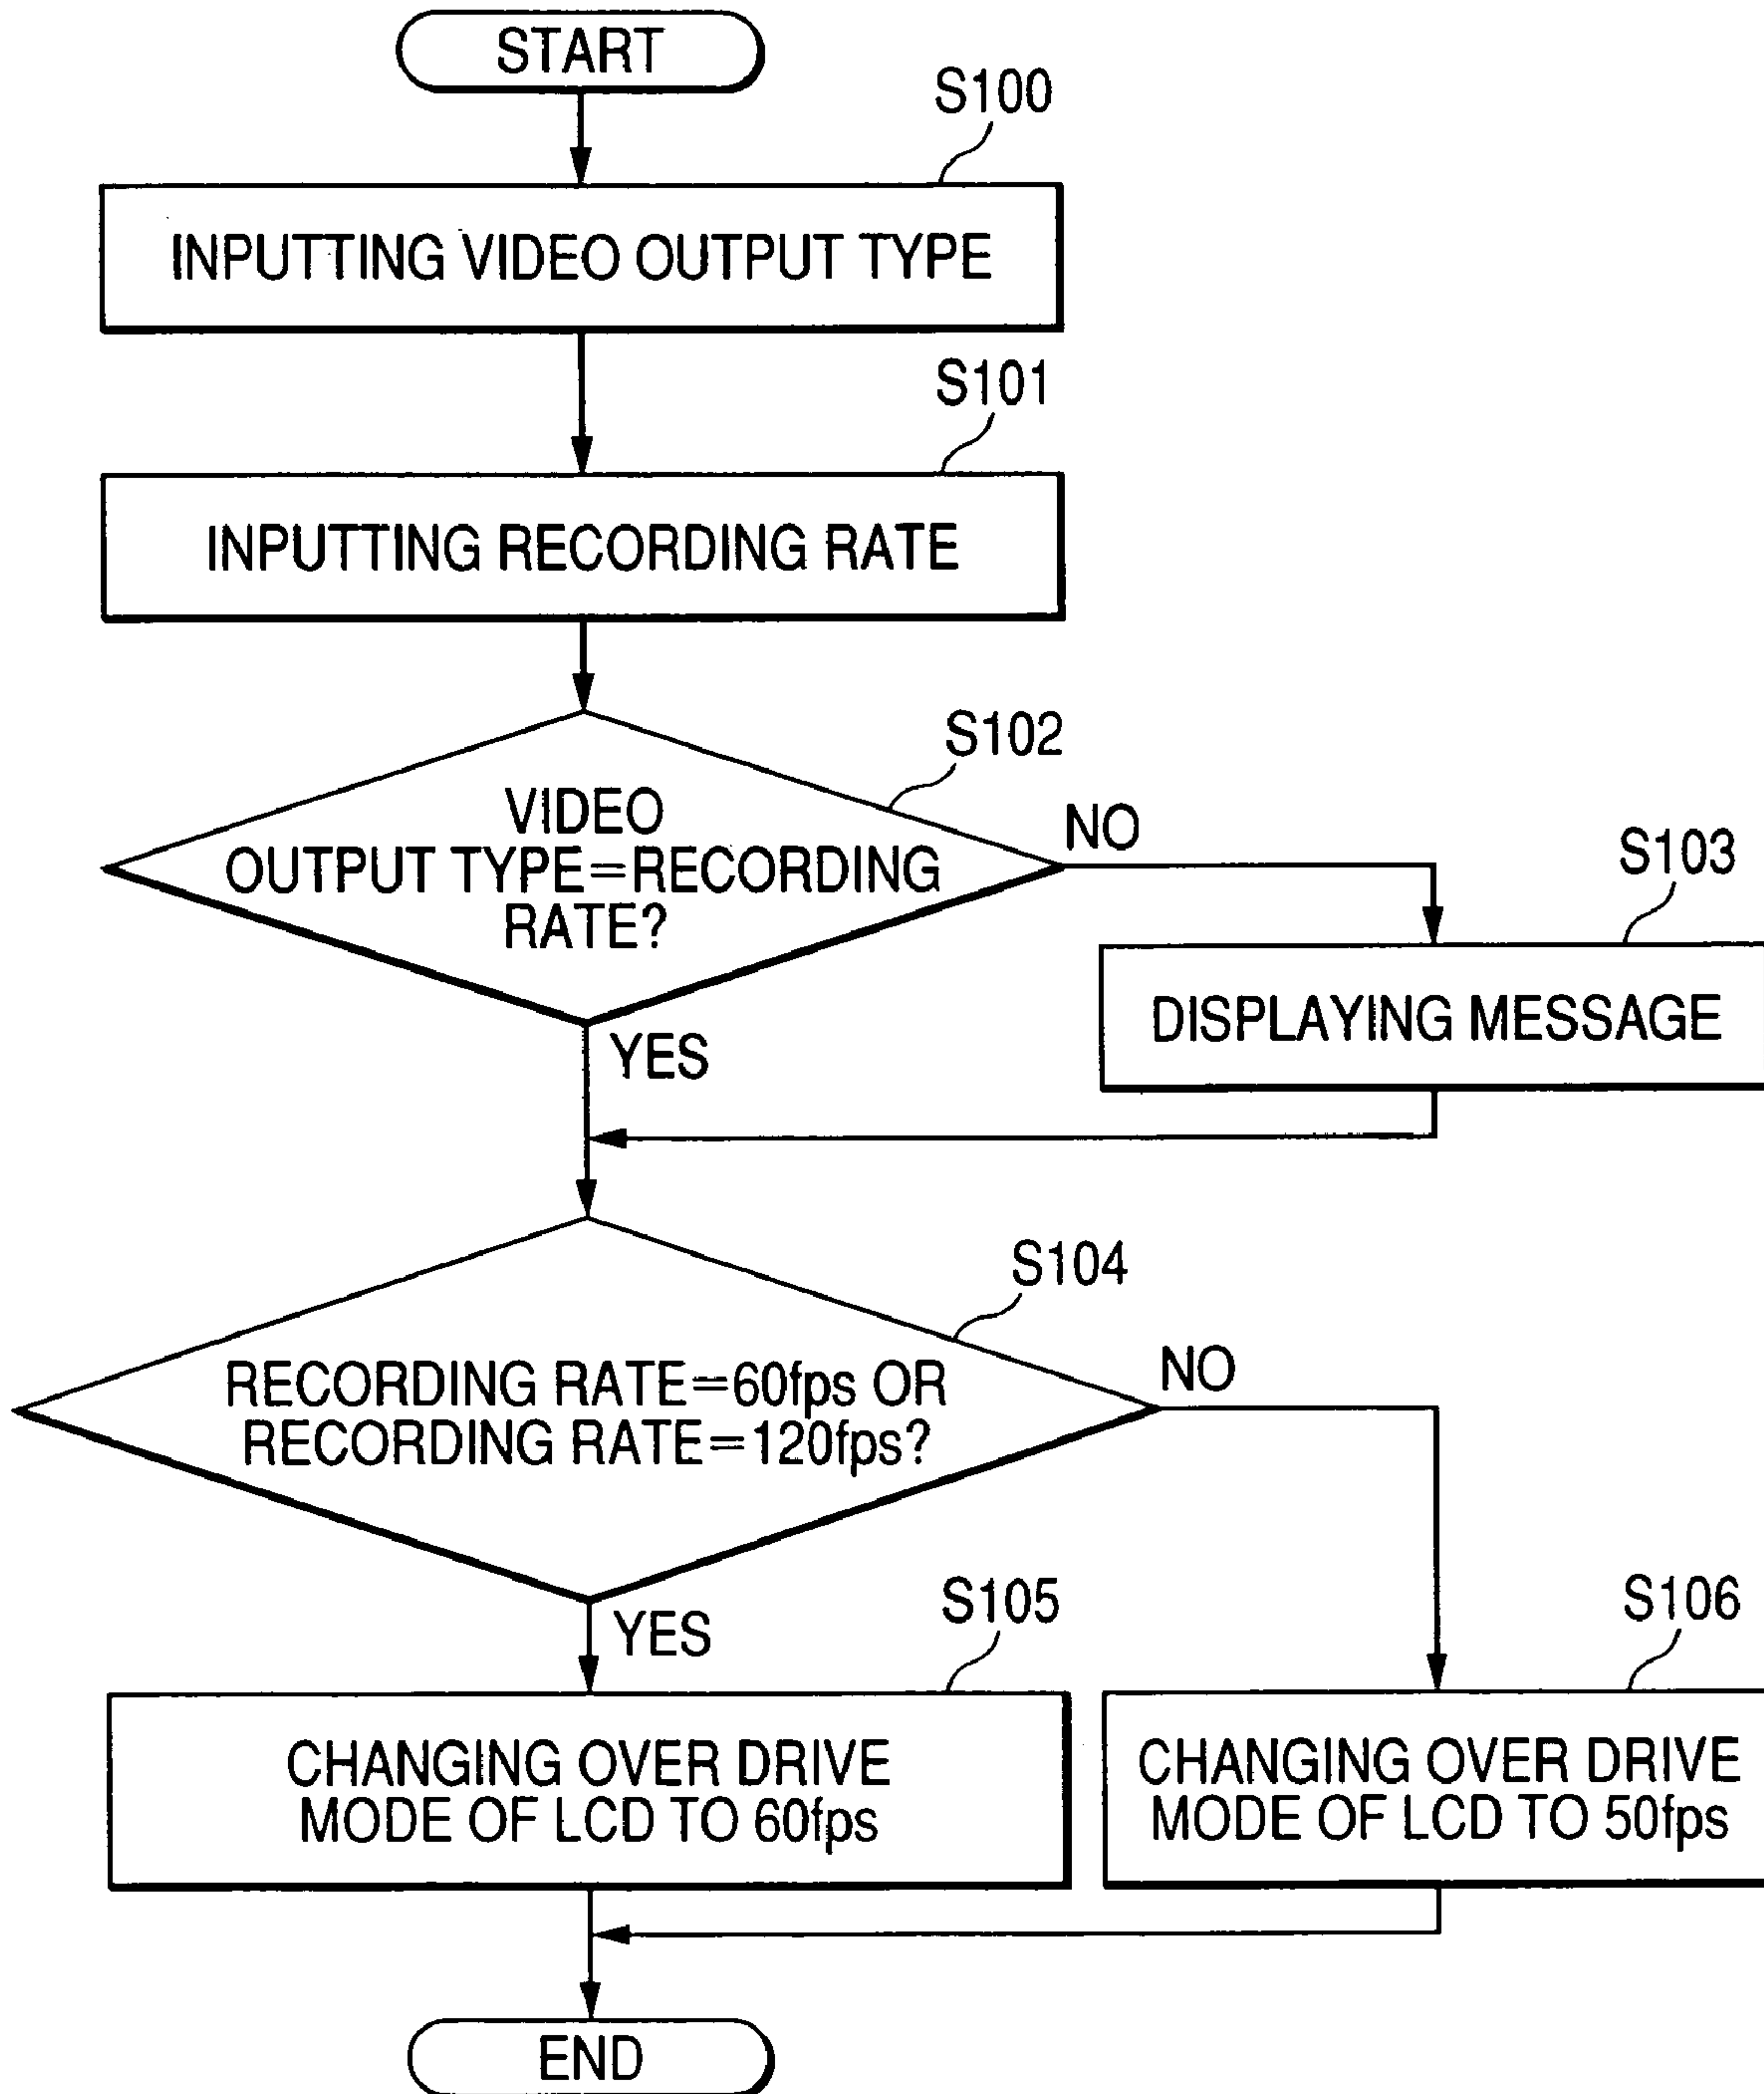 START
S100
INPUTTING VIDEO OUTPUT TYPE
S101
INPUTTING RECORDING RATE
S102
VIDEO
OUTPUT TYPE=RECORDING
RATE?
NO
S103
DISPLAYING MESSAGE
YES
S104
RECORDING RATE=60fps OR
RECORDING RATE=120fps?
NO
YES
S105
CHANGING OVER DRIVE
MODE OF LCD TO 60fps
S106
CHANGING OVER DRIVE
MODE OF LCD TO 50fps
END